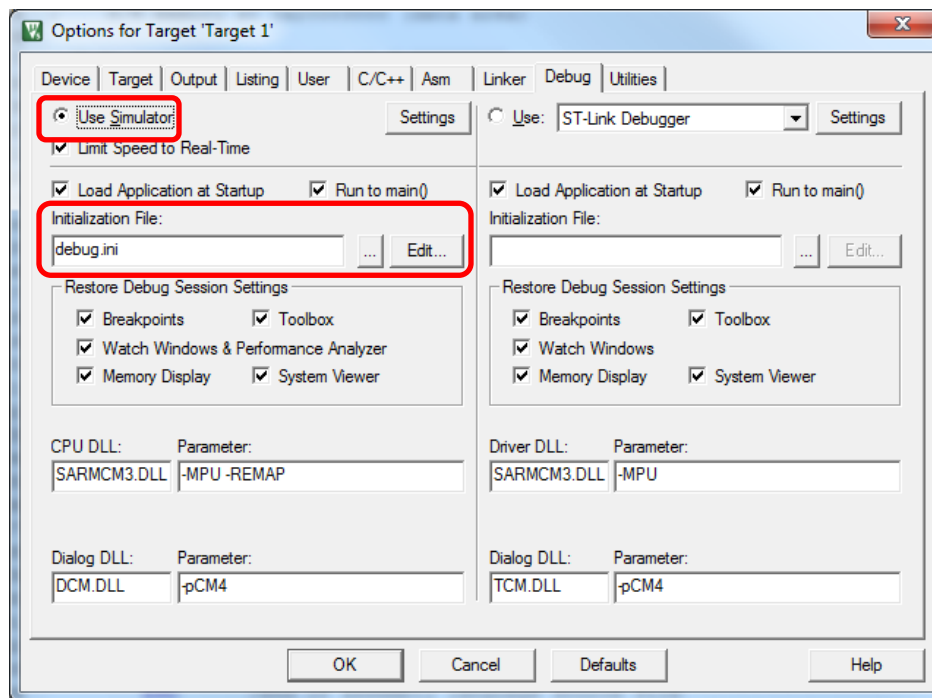 Options for Target 'Target 1'
Device Target Output Listing User C/C++ Asm Linker Debug Utilities
Use Simulator Settings Use: ST-Link Debugger Settings
Limit Speed to Real-Time
Load Application at Startup Run to main() Load Application at Startup Run to main()
Initialization File: Initialization File:
debug.ini ... Edit... ... Edit...
Restore Debug Session Settings Restore Debug Session Settings
Breakpoints Toolbox Breakpoints Toolbox
Watch Windows & Performance Analyzer Watch Windows
Memory Display System Viewer Memory Display System Viewer
CPU DLL: Parameter: Driver DLL: Parameter:
SARMCM3.DLL -MPU -REMAP SARMCM3.DLL -MPU
Dialog DLL: Parameter: Dialog DLL: Parameter:
DCM.DLL -pCM4 TCM.DLL -pCM4
OK Cancel Defaults Help